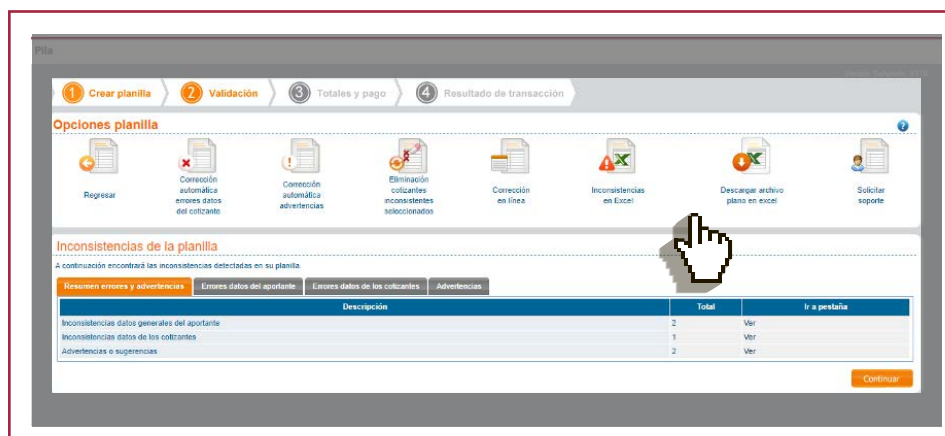 Pila
1 Crear planilla 2 Validación 3 Totales y pago 4 Resultado de transacción
Opciones planilla
Regresar
Corrección
automática
errores datos
del cotizante
Corrección
automática
advertencias
Eliminación
cotizantes
inconsistentes
seleccionados
Corrección
en línea
Inconsistencias
en Excel
Descargar archivo
plano en excel
Solicitar
soporte
Inconsistencias de la planilla
A continuación encontrará las inconsistencias detectadas en su planilla.
Resumen errores y advertencias Errores datos del aportante Errores datos de los cotizantes Advertencias
Descripción Total Ir a pestaña
Inconsistencias datos generales del aportante 2 Ver
Inconsistencias datos de los cotizantes 1 Ver
Advertencias o sugerencias 2 Ver
Continuar